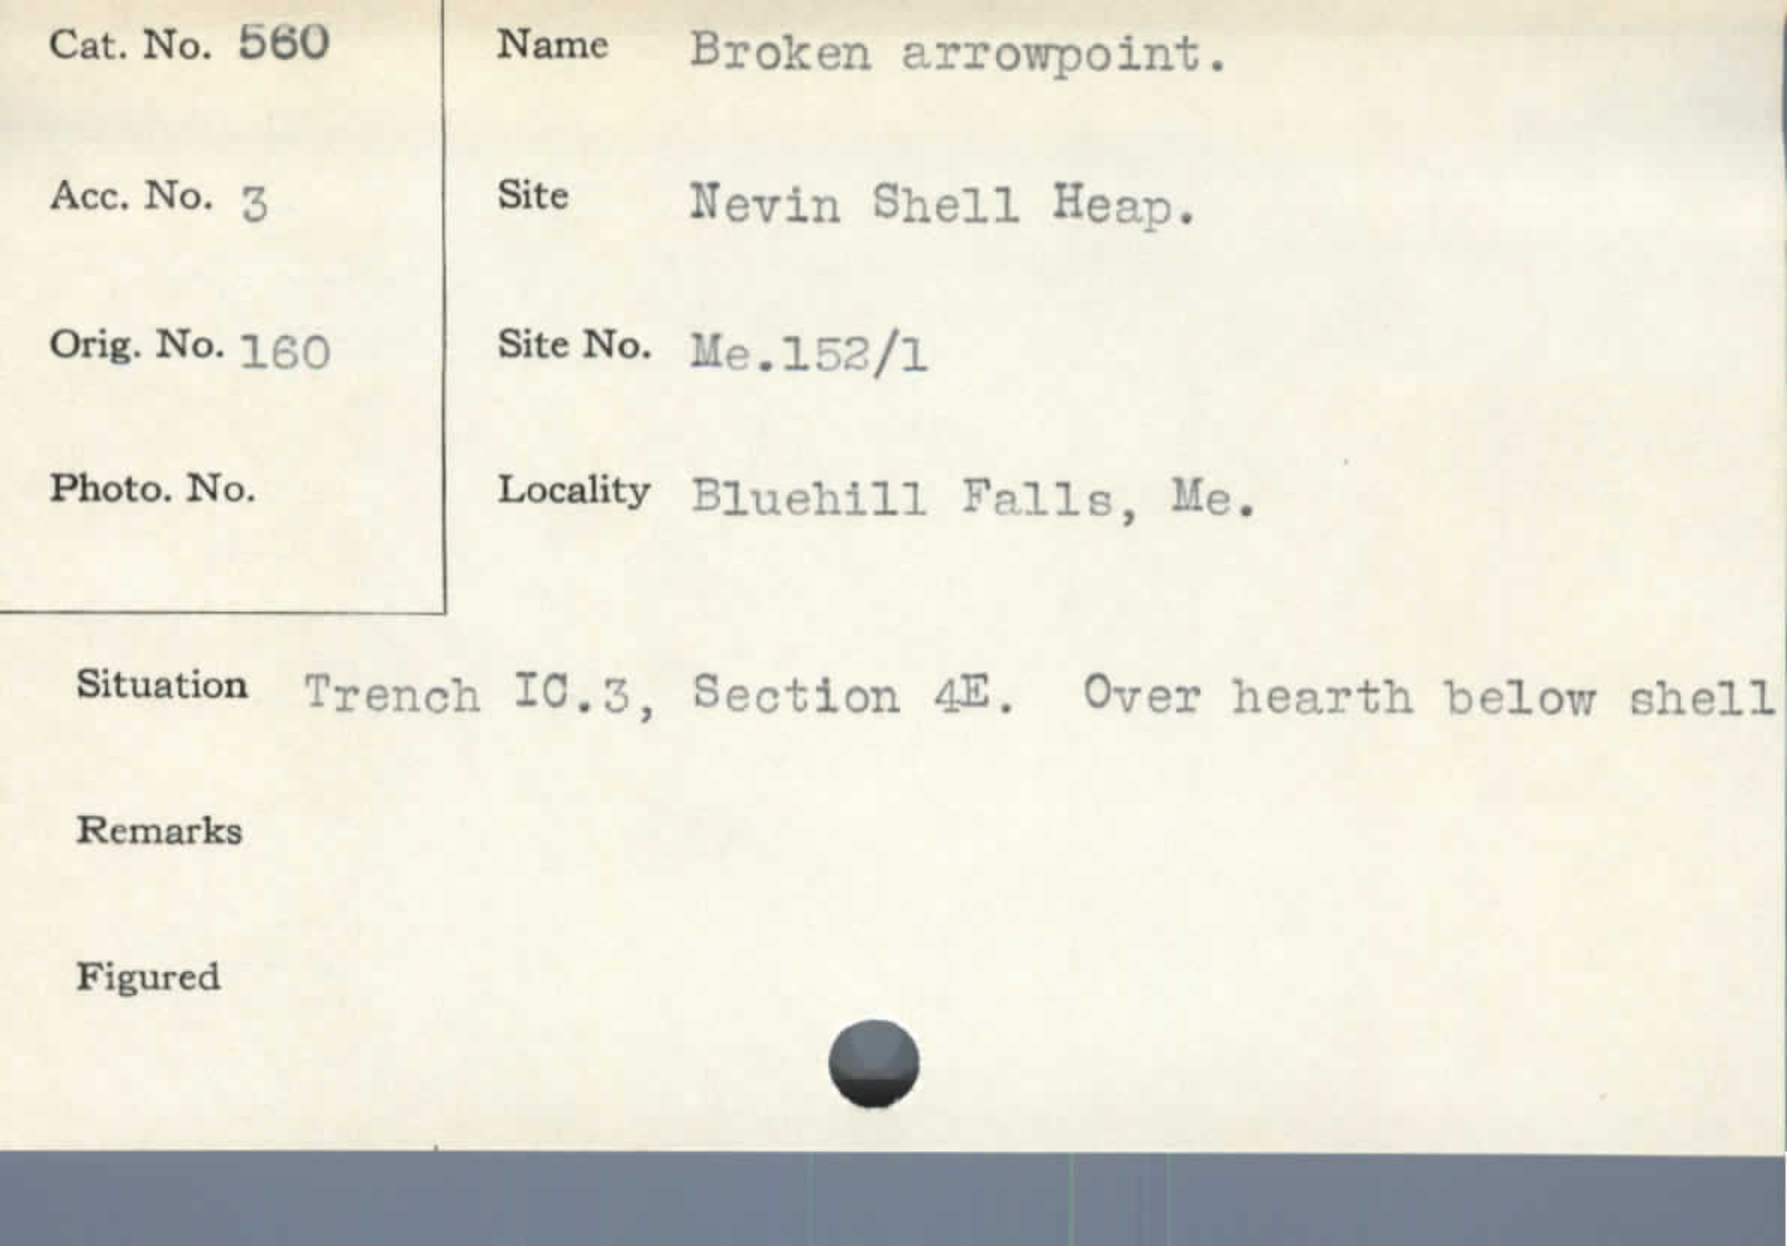 Cat. No. 560
Name Broken arrowpoint.
Acc. No. 3
Site Nevin Shell Heap.
Orig. No. 160
Site No. Me.152/1
Photo. No.
Locality Bluehill Falls, Me.
Situation Trench IC.3, Section 4E. Over hearth below shell
Remarks
Figured